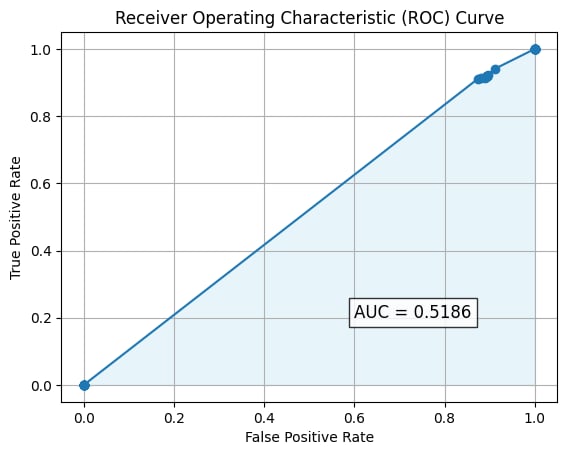 Receiver Operating Characteristic (ROC) Curve
1.0
0.8
0.6
0.4
0.2
0.0
True Positive Rate
AUC = 0.5186
0.0 0.2 0.4 0.6 0.8 1.0
False Positive Rate